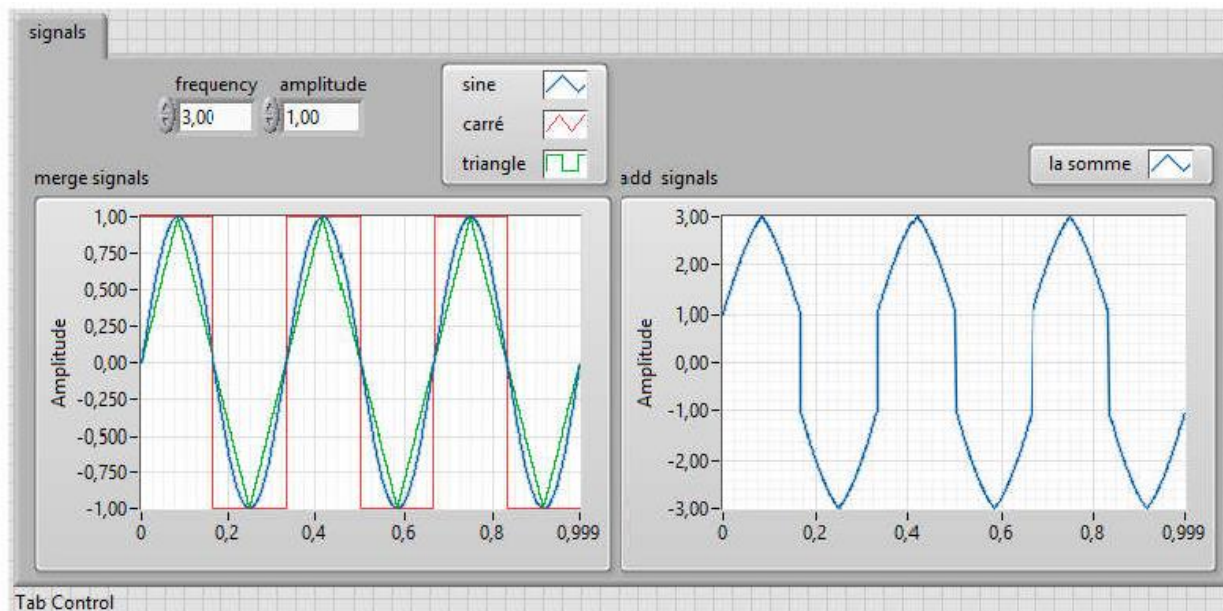 signals
frequency amplitude
3,00 1,00
sine
carré
triangle
merge signals
1,00
0,750
0,500
0,250
0,00
-0,250
-0,500
-0,750
-1,00
Amplitude
0 0,2 0,4 0,6 0,8 0,999
add signals
la somme
3,00
2,00
1,00
0,00
-1,00
-2,00
-3,00
Amplitude
0 0,2 0,4 0,6 0,8 0,999
Tab Control